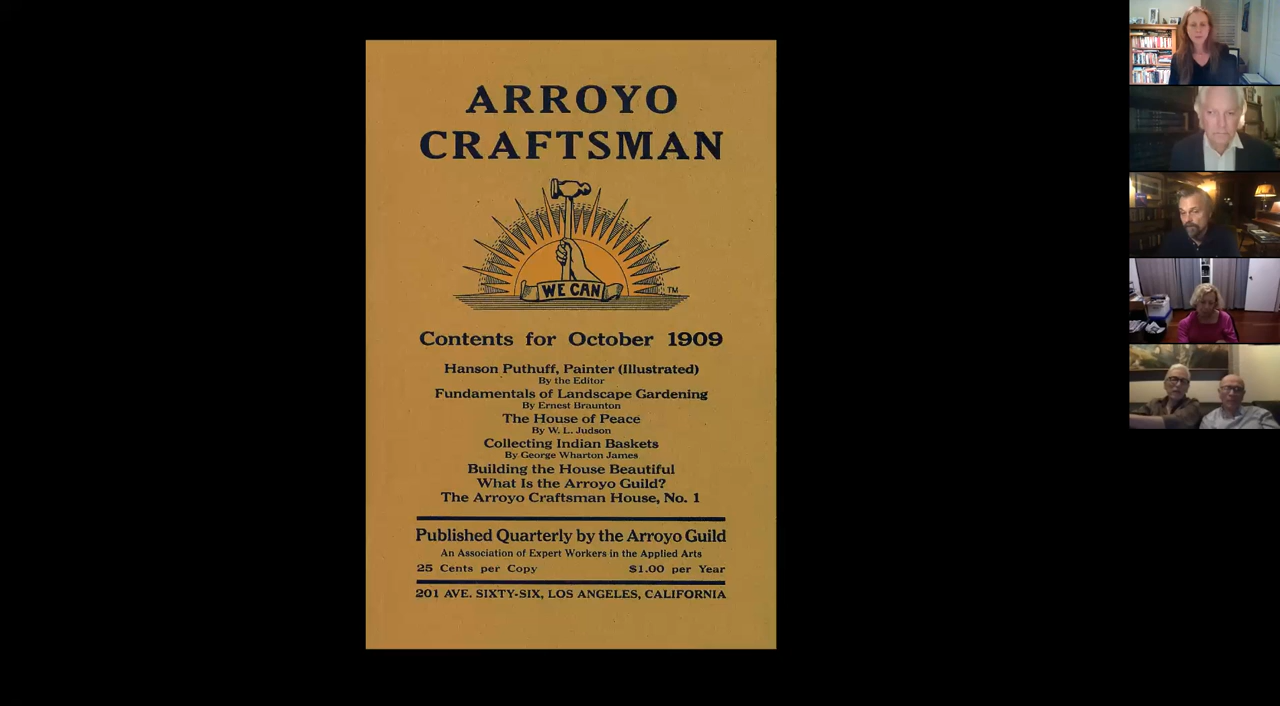 ARROYO
CRAFTSMAN
WE CAN
TM
Contents for October 1909
Hanson Puthuff, Painter (Illustrated)
By the Editor
Fundamentals of Landscape Gardening
By Ernest Braunton
The House of Peace
By W. L. Judson
Collecting Indian Baskets
By George Wharton James
Building the House Beautiful
What Is the Arroyo Guild?
The Arroyo Craftsman House, No. 1
Published Quarterly by the Arroyo Guild
An Association of Expert Workers in the Applied Arts
25 Cents per Copy $1.00 per Year
201 AVE. SIXTY-SIX, LOS ANGELES, CALIFORNIA